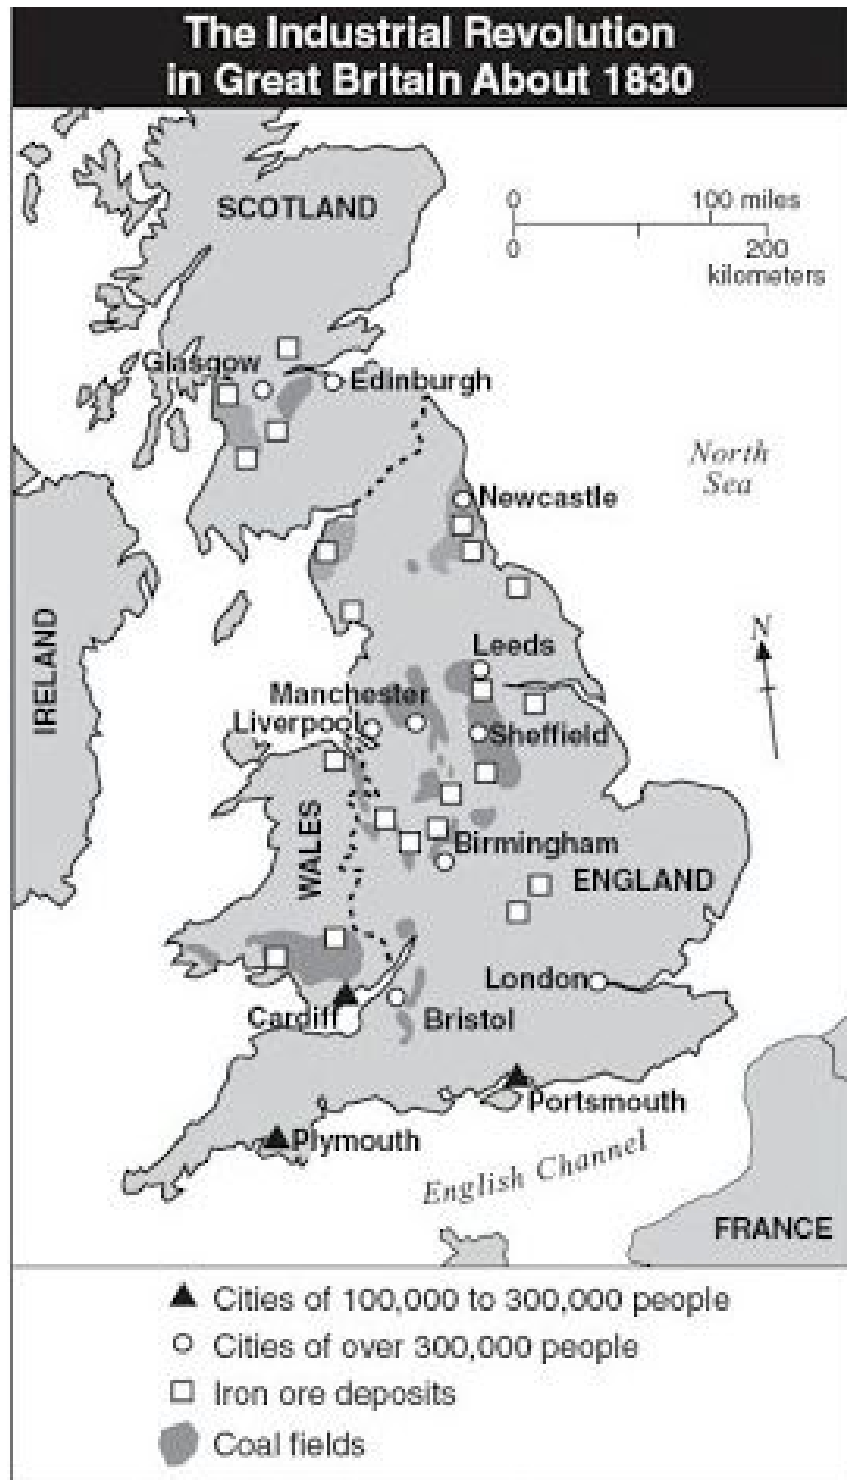 The Industrial Revolution
in Great Britain About 1830
SCOTLAND
0
100 miles
0
200
kilometers
Glasgow
Edinburgh
North
Sea
Newcastle
IRELAND
N
Leeds
Manchester
Liverpool
Sheffield
WALES
Birmingham
ENGLAND
London
Cardiff
Bristol
Portsmouth
Plymouth
English Channel
FRANCE
Cities of 100,000 to 300,000 people
Cities of over 300,000 people
Iron ore deposits
Coal fields